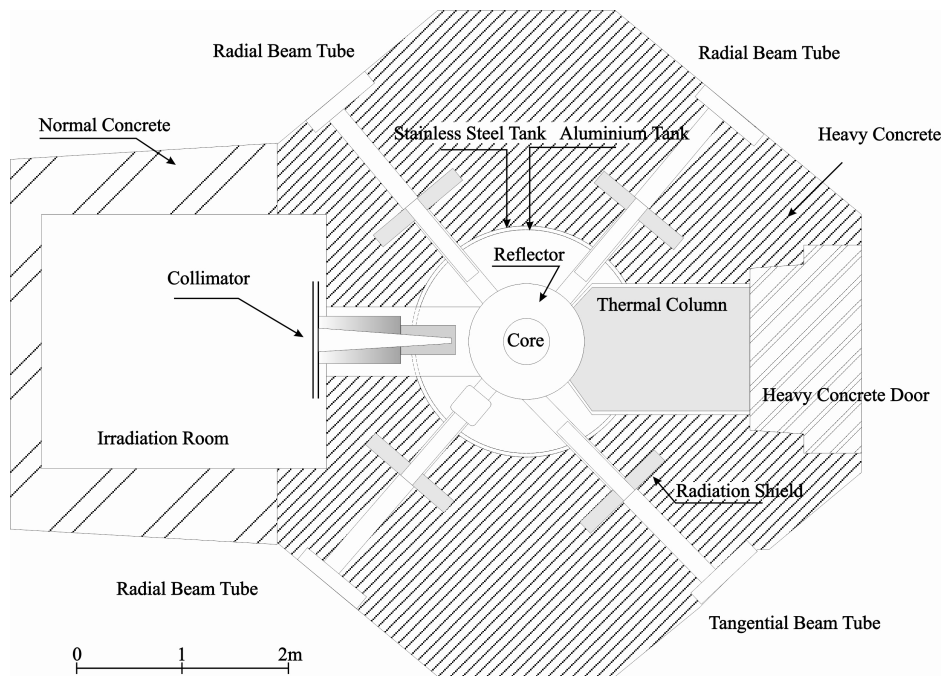 Radial Beam Tube
Radial Beam Tube
Normal Concrete
Stainless Steel Tank
Aluminium Tank
Heavy Concrete
Reflector
Collimator
Thermal Column
Core
Heavy Concrete Door
Irradiation Room
Radiation Shield
Radial Beam Tube
Tangential Beam Tube
0 1 2m